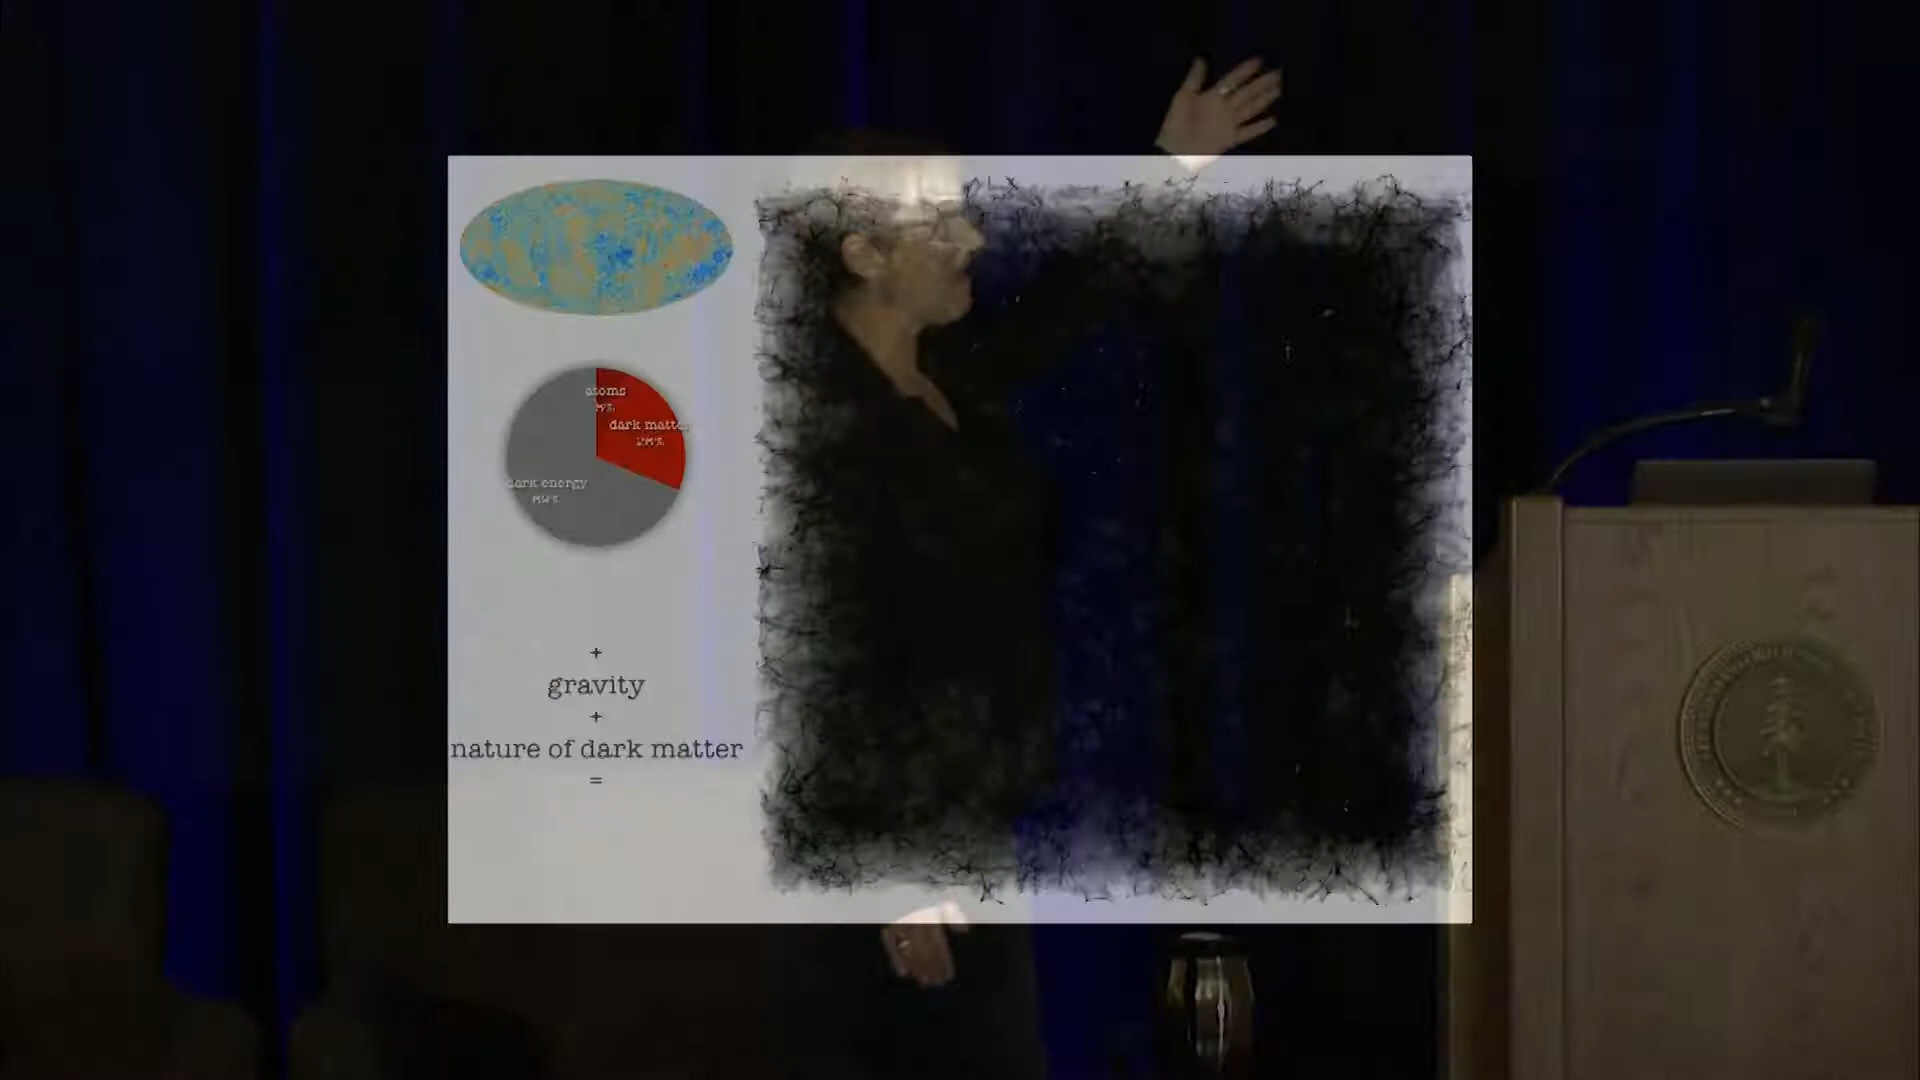 atoms
dark matter
dark energy
+
gravity
+
nature of dark matter
=